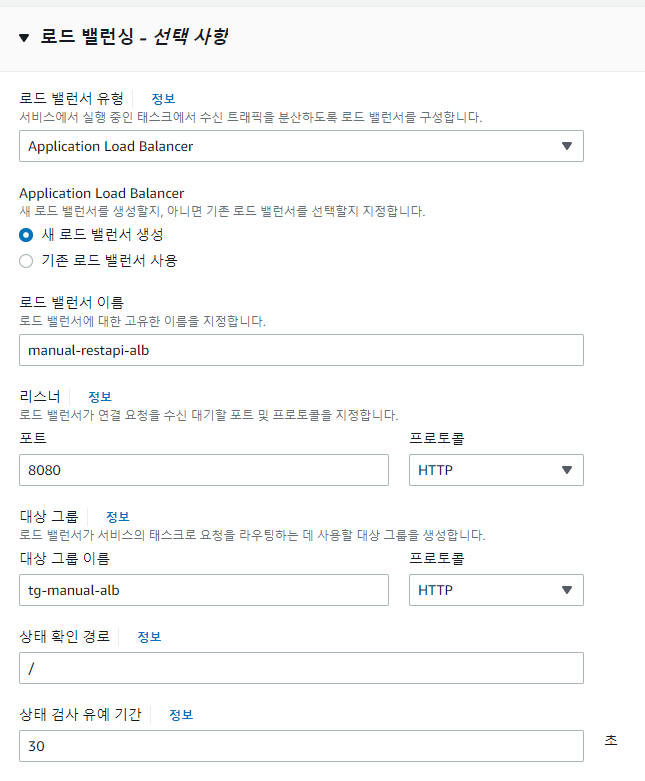 로드 밸런싱 - 선택 사항
로드 밸런서 유형 정보
서비스에서 실행 중인 태스크에서 수신 트래픽을 분산하도록 로드 밸런서를 구성합니다.
Application Load Balancer
Application Load Balancer
새 로드 밸런서를 생성할지, 아니면 기존 로드 밸런서를 선택할지 지정합니다.
새 로드 밸런서 생성
기존 로드 밸런서 사용
로드 밸런서 이름
로드 밸런서에 대한 고유한 이름을 지정합니다.
manual-restapi-alb
리스너 정보
로드 밸런서가 연결 요청을 수신 대기할 포트 및 프로토콜을 지정합니다.
포트 프로토콜
8080 HTTP
대상 그룹 정보
로드 밸런서가 서비스의 태스크로 요청을 라우팅하는 데 사용할 대상 그룹을 생성합니다.
대상 그룹 이름 프로토콜
tg-manual-alb HTTP
상태 확인 경로 정보
/
상태 검사 유예 기간 정보
30 초